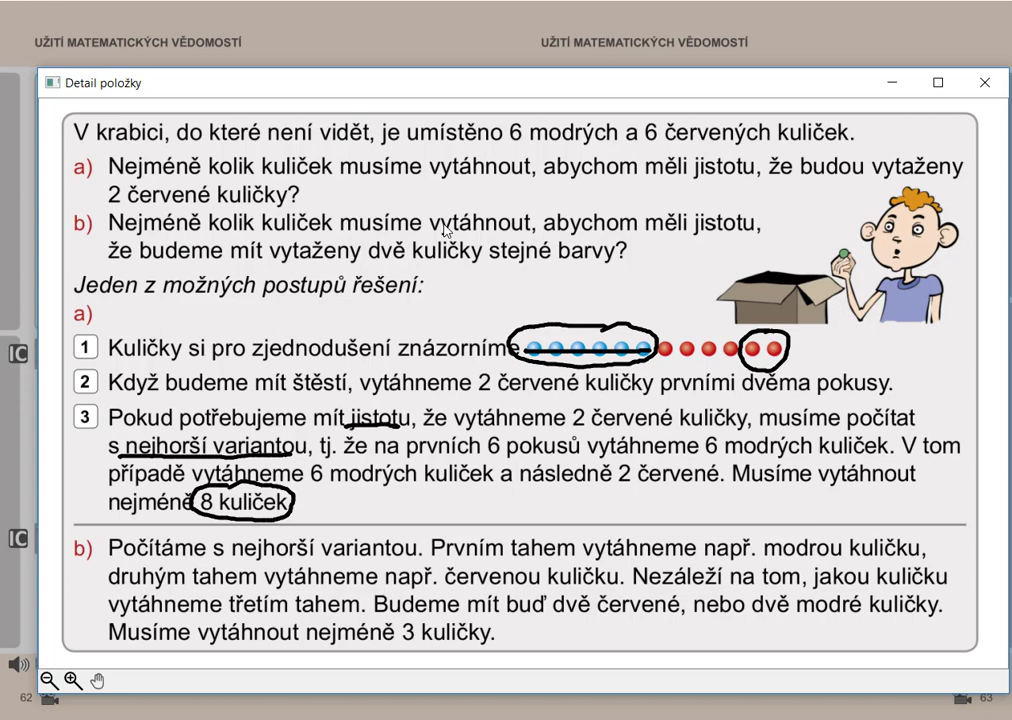 UŽITÍ MATEMATICKÝCH VĚDOMOSTÍ UŽITÍ MATEMATICKÝCH VĚDOMOSTÍ
Detail položky
V krabici, do které není vidět, je umístěno 6 modrých a 6 červených kuliček.
a) Nejméně kolik kuliček musíme vytáhnout, abychom měli jistotu, že budou vytaženy
2 červené kuličky?
b) Nejméně kolik kuliček musíme vytáhnout, abychom měli jistotu,
že budeme mít vytaženy dvě kuličky stejné barvy?
Jeden z možných postupů řešení:
a)
1 Kuličky si pro zjednodušení znázorníme
2 Když budeme mít štěstí, vytáhneme 2 červené kuličky prvními dvěma pokusy.
3 Pokud potřebujeme mít jistotu, že vytáhneme 2 červené kuličky, musíme počítat
s nejhorší variantou, tj. že na prvních 6 pokusů vytáhneme 6 modrých kuliček. V tom
případě vytáhneme 6 modrých kuliček a následně 2 červené. Musíme vytáhnout
nejméně 8 kuliček
b) Počítáme s nejhorší variantou. Prvním tahem vytáhneme např. modrou kuličku,
druhým tahem vytáhneme např. červenou kuličku. Nezáleží na tom, jakou kuličku
vytáhneme třetím tahem. Budeme mít buď dvě červené, nebo dvě modré kuličky.
Musíme vytáhnout nejméně 3 kuličky.
IC
IC
62 63